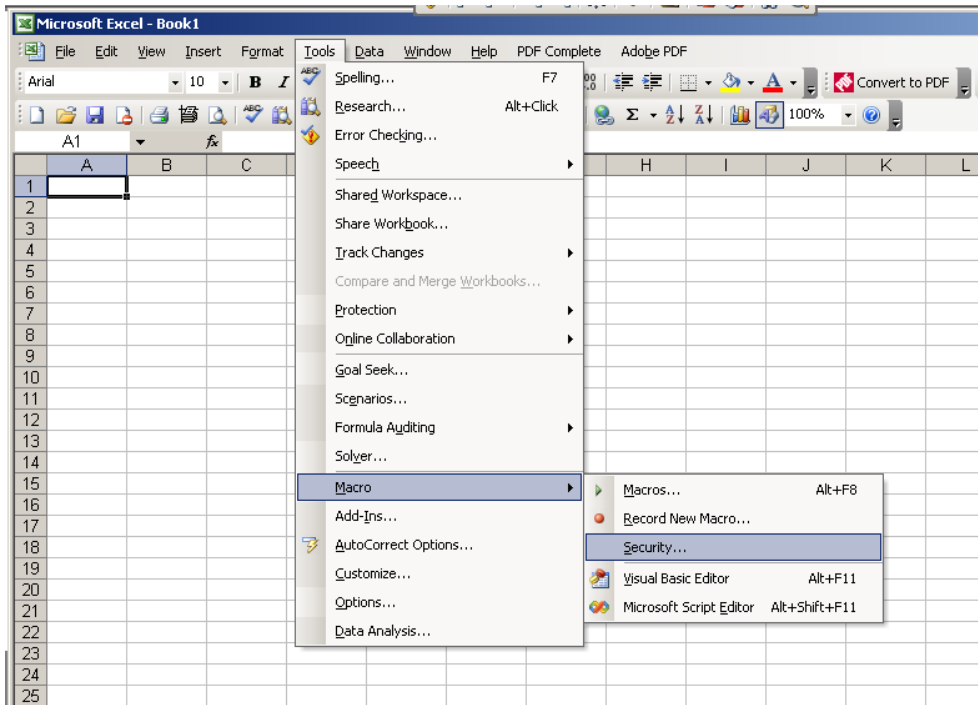 Microsoft Excel - Book1
File Edit View Insert Format Tools Data Window Help PDF Complete Adobe PDF
Arial 10 B I Convert to PDF
Σ 100%
A1 fx
A B C H I J K L
1
2
3
4
5
6
7
8
9
10
11
12
13
14
15
16
17
18
19
20
21
22
23
24
25
Spelling... F7
Research... Alt+Click
Error Checking...
Speech
Shared Workspace...
Share Workbook...
Track Changes
Compare and Merge Workbooks...
Protection
Online Collaboration
Goal Seek...
Scenarios...
Formula Auditing
Solver...
Macro
Add-Ins...
AutoCorrect Options...
Customize...
Options...
Data Analysis...
Macros... Alt+F8
Record New Macro...
Security...
Visual Basic Editor Alt+F11
Microsoft Script Editor Alt+Shift+F11